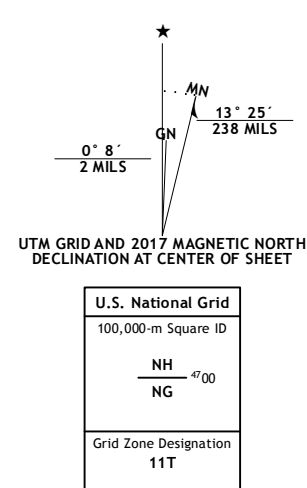 ★
MN
GN
13° 25´
238 MILS
0° 8´
2 MILS
UTM GRID AND 2017 MAGNETIC NORTH
DECLINATION AT CENTER OF SHEET
U.S. National Grid
100,000-m Square ID
NH
4700
NG
Grid Zone Designation
11T